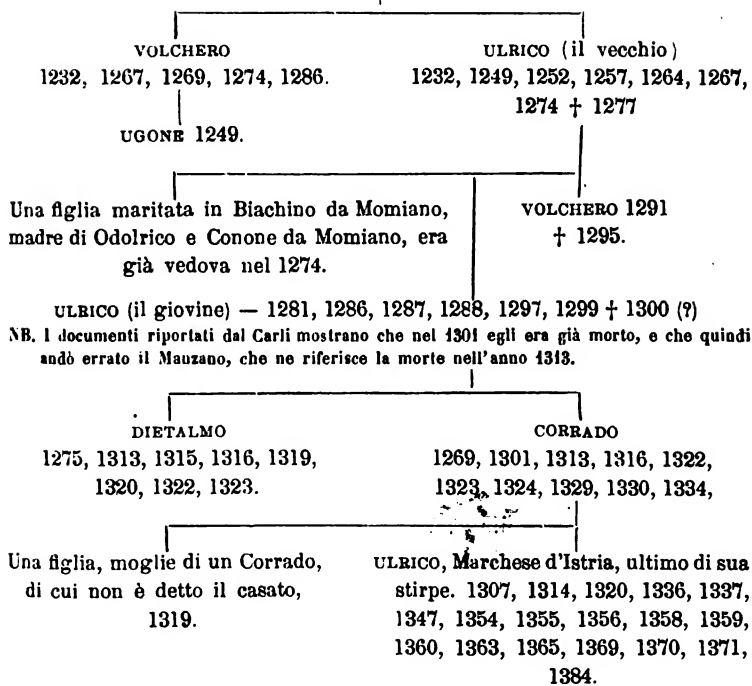 VOLCHERO
1232, 1267, 1269, 1274, 1286.
UGONE 1249.
ULRICO (il vecchio)
1232, 1249, 1252, 1257, 1264, 1267,
1274 † 1277
Una figlia maritata in Biachino da Momiano,
madre di Odolrico e Conone da Momiano, era
già vedova nel 1274.
VOLCHERO 1291
† 1295.
ULRICO (il giovine) — 1281, 1286, 1287, 1288, 1297, 1299 † 1300 (?)
NB. I documenti riportati dal Carli mostrano che nel 1301 egli era già morto, e che quindi
andò errato il Manzano, che ne riferisce la morte nell'anno 1313.
DIETALMO
1275, 1313, 1315, 1316, 1319,
1320, 1322, 1323.
CORRADO
1269, 1301, 1313, 1316, 1322,
1323, 1324, 1329, 1330, 1334,
Una figlia, moglie di un Corrado,
di cui non è detto il casato,
1319.
ULRICO, Marchese d'Istria, ultimo di sua
stirpe. 1307, 1314, 1320, 1336, 1337,
1347, 1354, 1355, 1356, 1358, 1359,
1360, 1363, 1365, 1369, 1370, 1371,
1384.